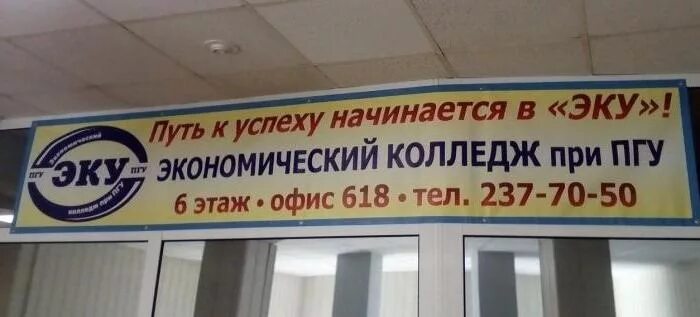 Путь к успеху начинается в «ЭКУ»!
ЭКОНОМИЧЕСКИЙ КОЛЛЕДЖ при ПГУ
6 этаж • офис 618 • тел. 237-70-50
Экономический
ПГУ ЭКУ ПГУ
колледж при ПГУ